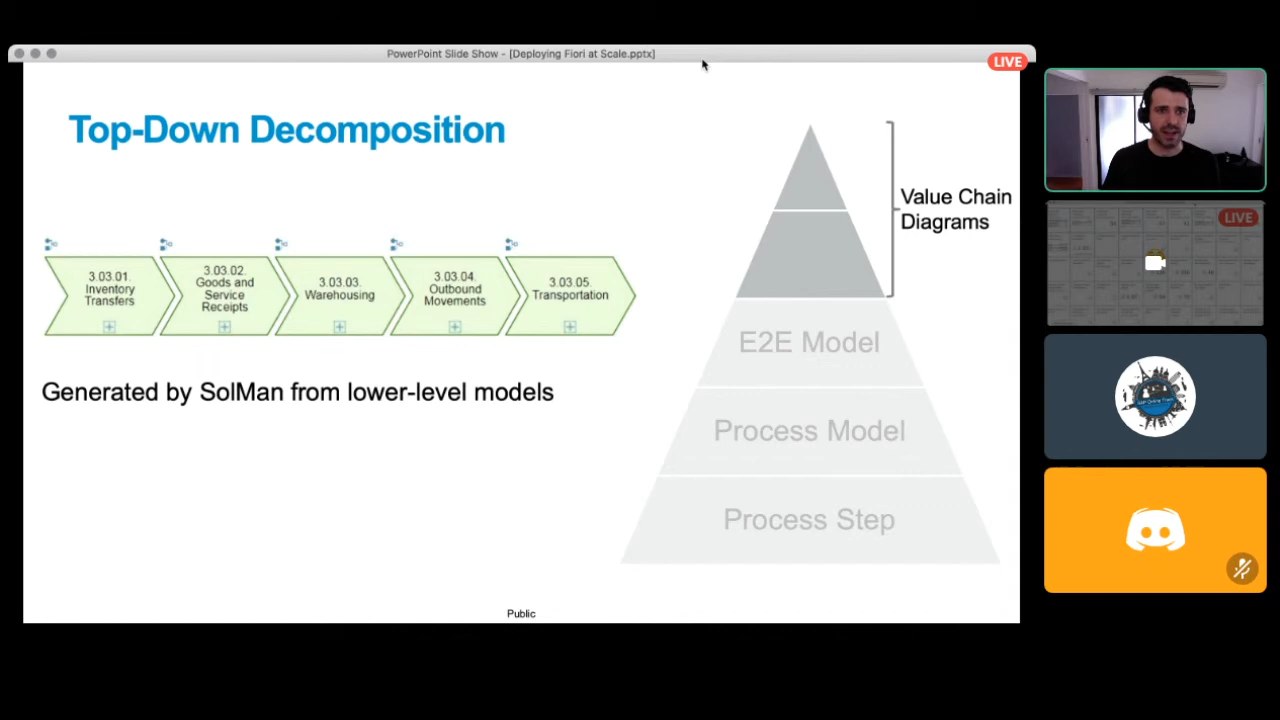 PowerPoint Slide Show - [Deploying Fiori at Scale.pptx]
LIVE
Top-Down Decomposition
3.03.01.
Inventory
Transfers
3.03.02.
Goods and
Service
Receipts
3.03.03.
Warehousing
3.03.04.
Outbound
Movements
3.03.05.
Transportation
Generated by SolMan from lower-level models
Value Chain
Diagrams
E2E Model
Process Model
Process Step
Public
LIVE